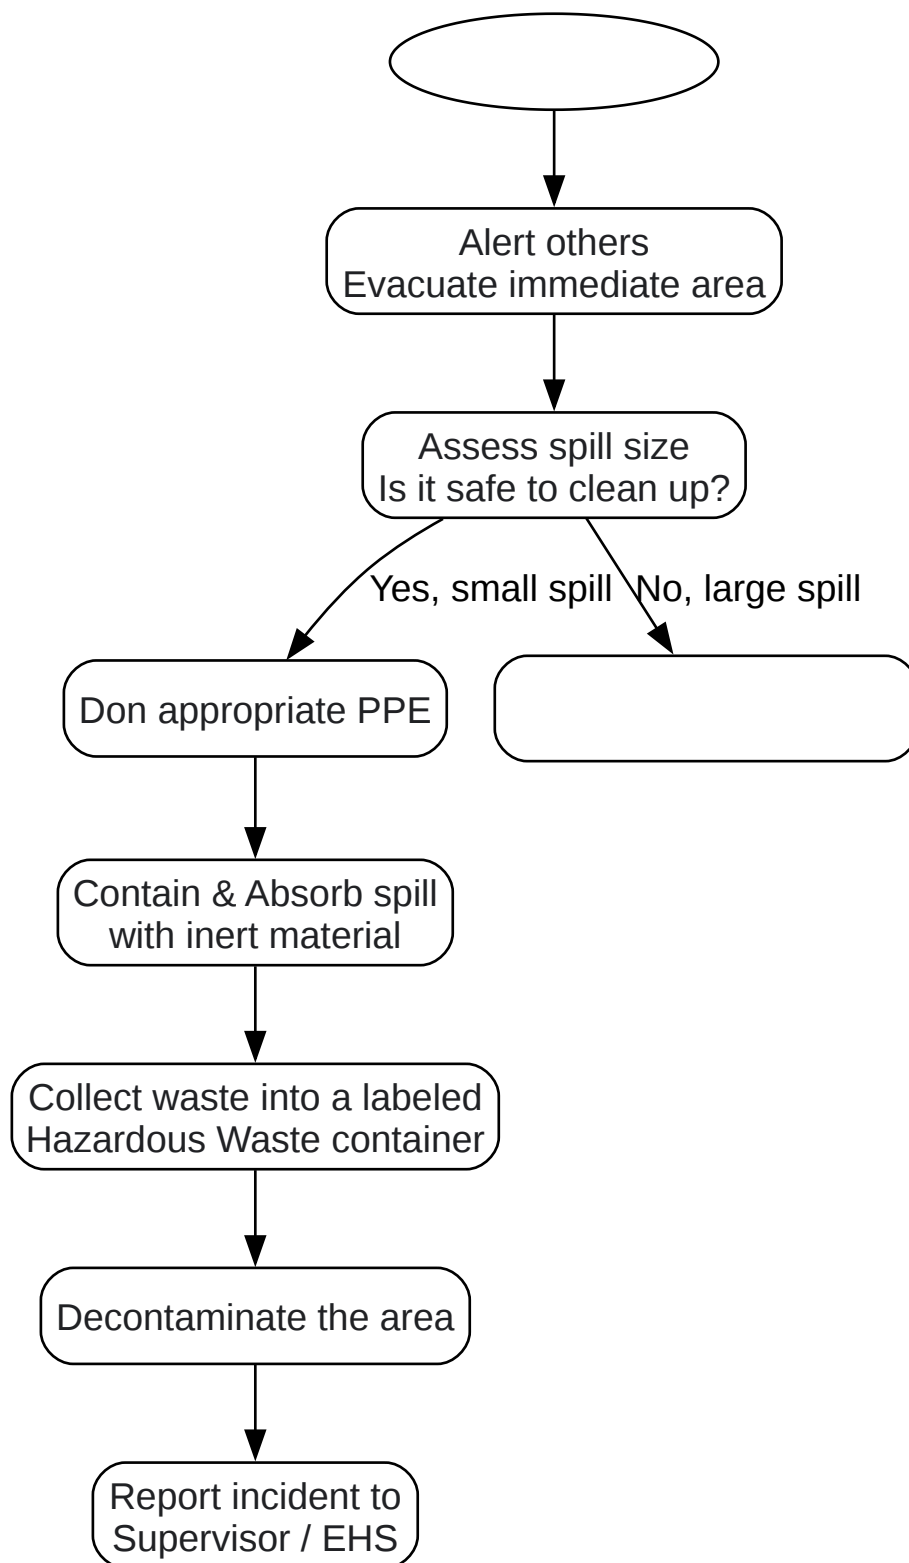 Alert others
Evacuate immediate area
Assess spill size
Is it safe to clean up?
Yes, small spill
No, large spill
Don appropriate PPE
Contain & Absorb spill
with inert material
Collect waste into a labeled
Hazardous Waste container
Decontaminate the area
Report incident to
Supervisor / EHS